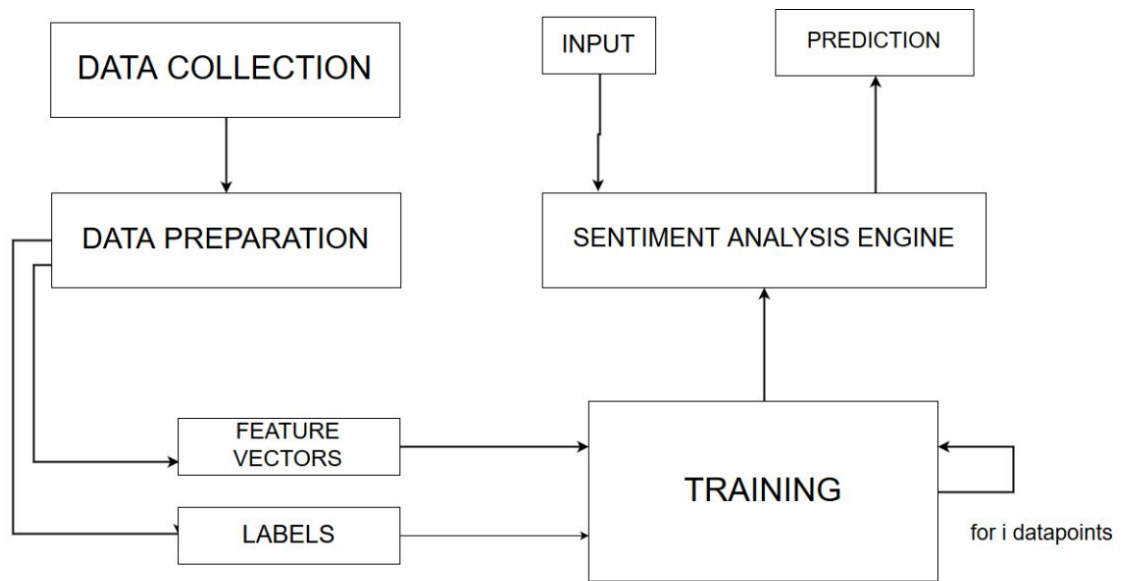 DATA COLLECTION
INPUT
PREDICTION
DATA PREPARATION
SENTIMENT ANALYSIS ENGINE
FEATURE
VECTORS
LABELS
TRAINING
for i datapoints